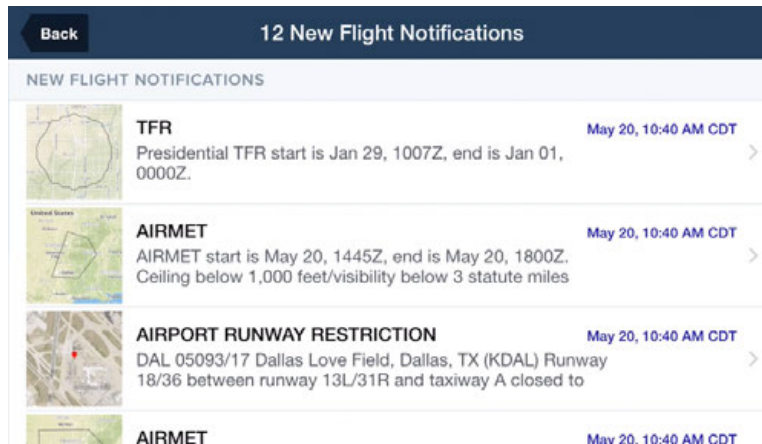 Back
12 New Flight Notifications
NEW FLIGHT NOTIFICATIONS
TFR
May 20, 10:40 AM CDT
Presidential TFR start is Jan 29, 1007Z, end is Jan 01,
0000Z.
United States
AIRMET
May 20, 10:40 AM CDT
AIRMET start is May 20, 1445Z, end is May 20, 1800Z.
Ceiling below 1,000 feet/visibility below 3 statute miles
AIRPORT RUNWAY RESTRICTION
May 20, 10:40 AM CDT
DAL 05093/17 Dallas Love Field, Dallas, TX (KDAL) Runway
18/36 between runway 13L/31R and taxiway A closed to
AIRMET
May 20, 10:40 AM CDT